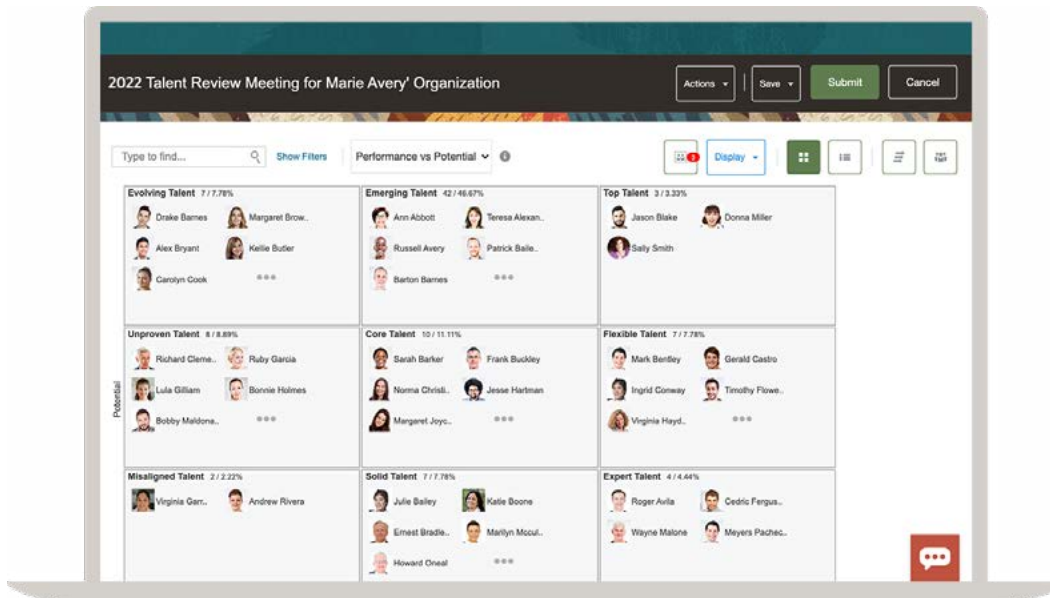 2022 Talent Review Meeting for Marie Avery' Organization
Actions
Save
Submit
Cancel
Type to find...
Show Filters
Performance vs Potential
Display
Evolving Talent 7 / 7.78%
Drake Barnes
Margaret Brow..
Alex Bryant
Kellie Butler
Carolyn Cook
Emerging Talent 42 / 46.67%
Ann Abbott
Teresa Alexan..
Russell Avery
Patrick Baile..
Barton Barnes
Top Talent 3 / 3.33%
Jason Blake
Donna Miller
Sally Smith
Potential
Unproven Talent 8 / 8.89%
Richard Cleme..
Ruby Garcia
Lula Gilliam
Bonnie Holmes
Bobby Maldona..
Core Talent 10 / 11.11%
Sarah Barker
Frank Buckley
Norma Christi..
Jesse Hartman
Margaret Joyc..
Flexible Talent 7 / 7.78%
Mark Bentley
Gerald Castro
Ingrid Conway
Timothy Flowe..
Virginia Hayd..
Misaligned Talent 2 / 2.22%
Virginia Garr..
Andrew Rivera
Solid Talent 7 / 7.78%
Julie Bailey
Katie Boone
Ernest Bradle..
Marilyn Mccul..
Howard Oneal
Expert Talent 4 / 4.44%
Roger Avila
Cedric Fergus..
Wayne Malone
Meyers Pachec..